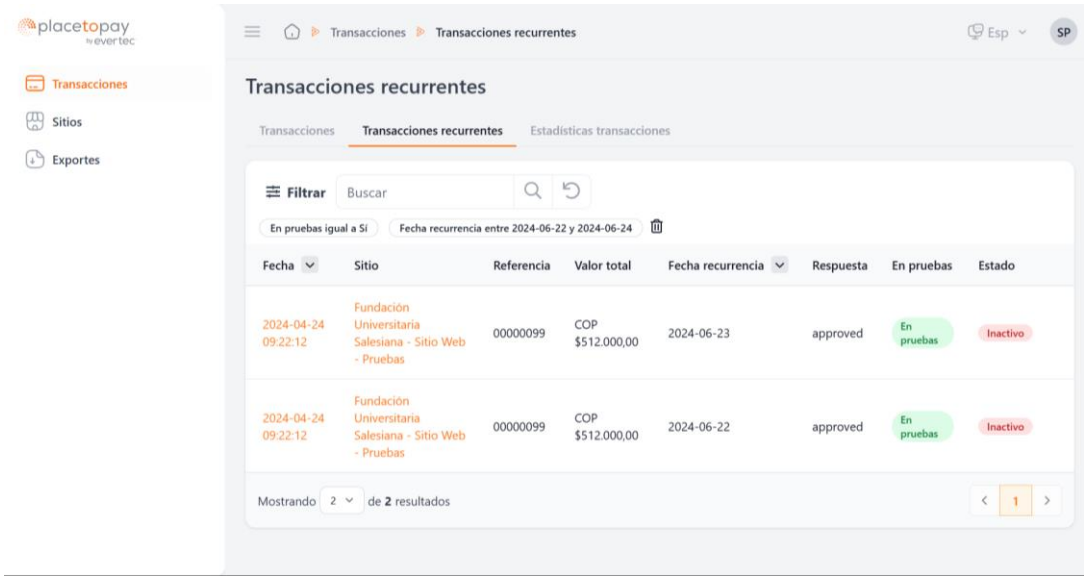 placetopay
by evertec
Transacciones
Sitios
Exportes
Transacciones Transacciones recurrentes
Esp
SP
Transacciones recurrentes
Transacciones Transacciones recurrentes Estadísticas transacciones
Filtrar Buscar
En pruebas igual a Sí Fecha recurrencia entre 2024-06-22 y 2024-06-24
Fecha Sitio Referencia Valor total Fecha recurrencia Respuesta En pruebas Estado
2024-04-24
09:22:12
Fundación
Universitaria
Salesiana - Sitio Web
- Pruebas
00000099
COP
$512.000,00
2024-06-23
approved
En
pruebas
Inactivo
2024-04-24
09:22:12
Fundación
Universitaria
Salesiana - Sitio Web
- Pruebas
00000099
COP
$512.000,00
2024-06-22
approved
En
pruebas
Inactivo
Mostrando 2 de 2 resultados
1